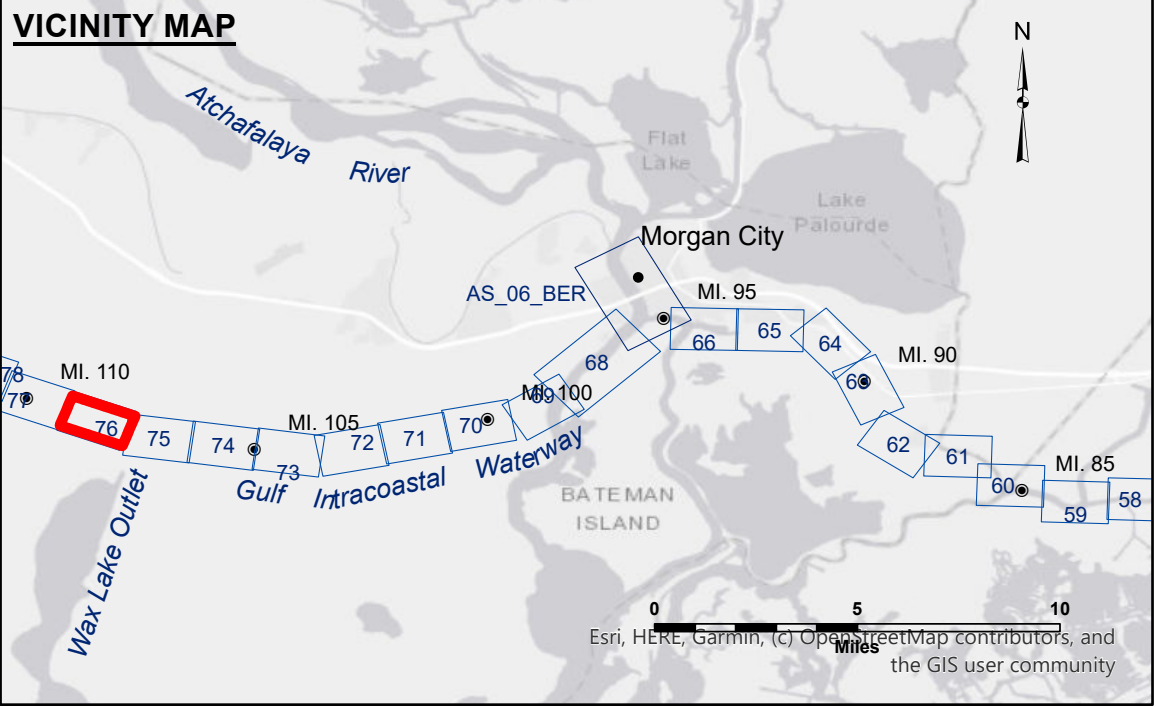 VICINITY MAP
N
Atchafalaya
River
Flat
Lake
Lake
Palourde
Morgan City
AS_06_BER
MI. 95
66
65
64
MI. 90
63
68
78
77
MI. 110
76
75
74
MI. 105
73
72
71
70
69
MI. 100
62
61
60
MI. 85
59
58
Gulf
Intracoastal
Waterway
BATEMAN
ISLAND
Wax Lake Outlet
0
5
10
Miles
Esri, HERE, Garmin, (c) OpenStreetMap contributors, and
the GIS user community